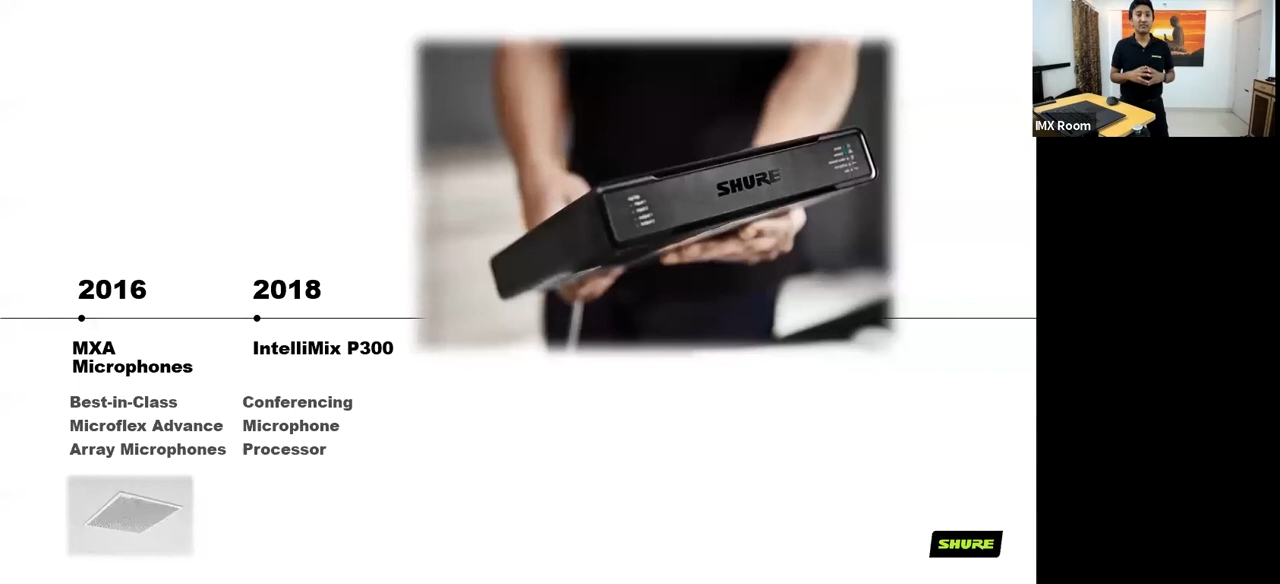 IMX Room
SHURE
2016
2018
MXA
Microphones
IntelliMix P300
Best-in-Class
Microflex Advance
Array Microphones
Conferencing
Microphone
Processor
SHURE